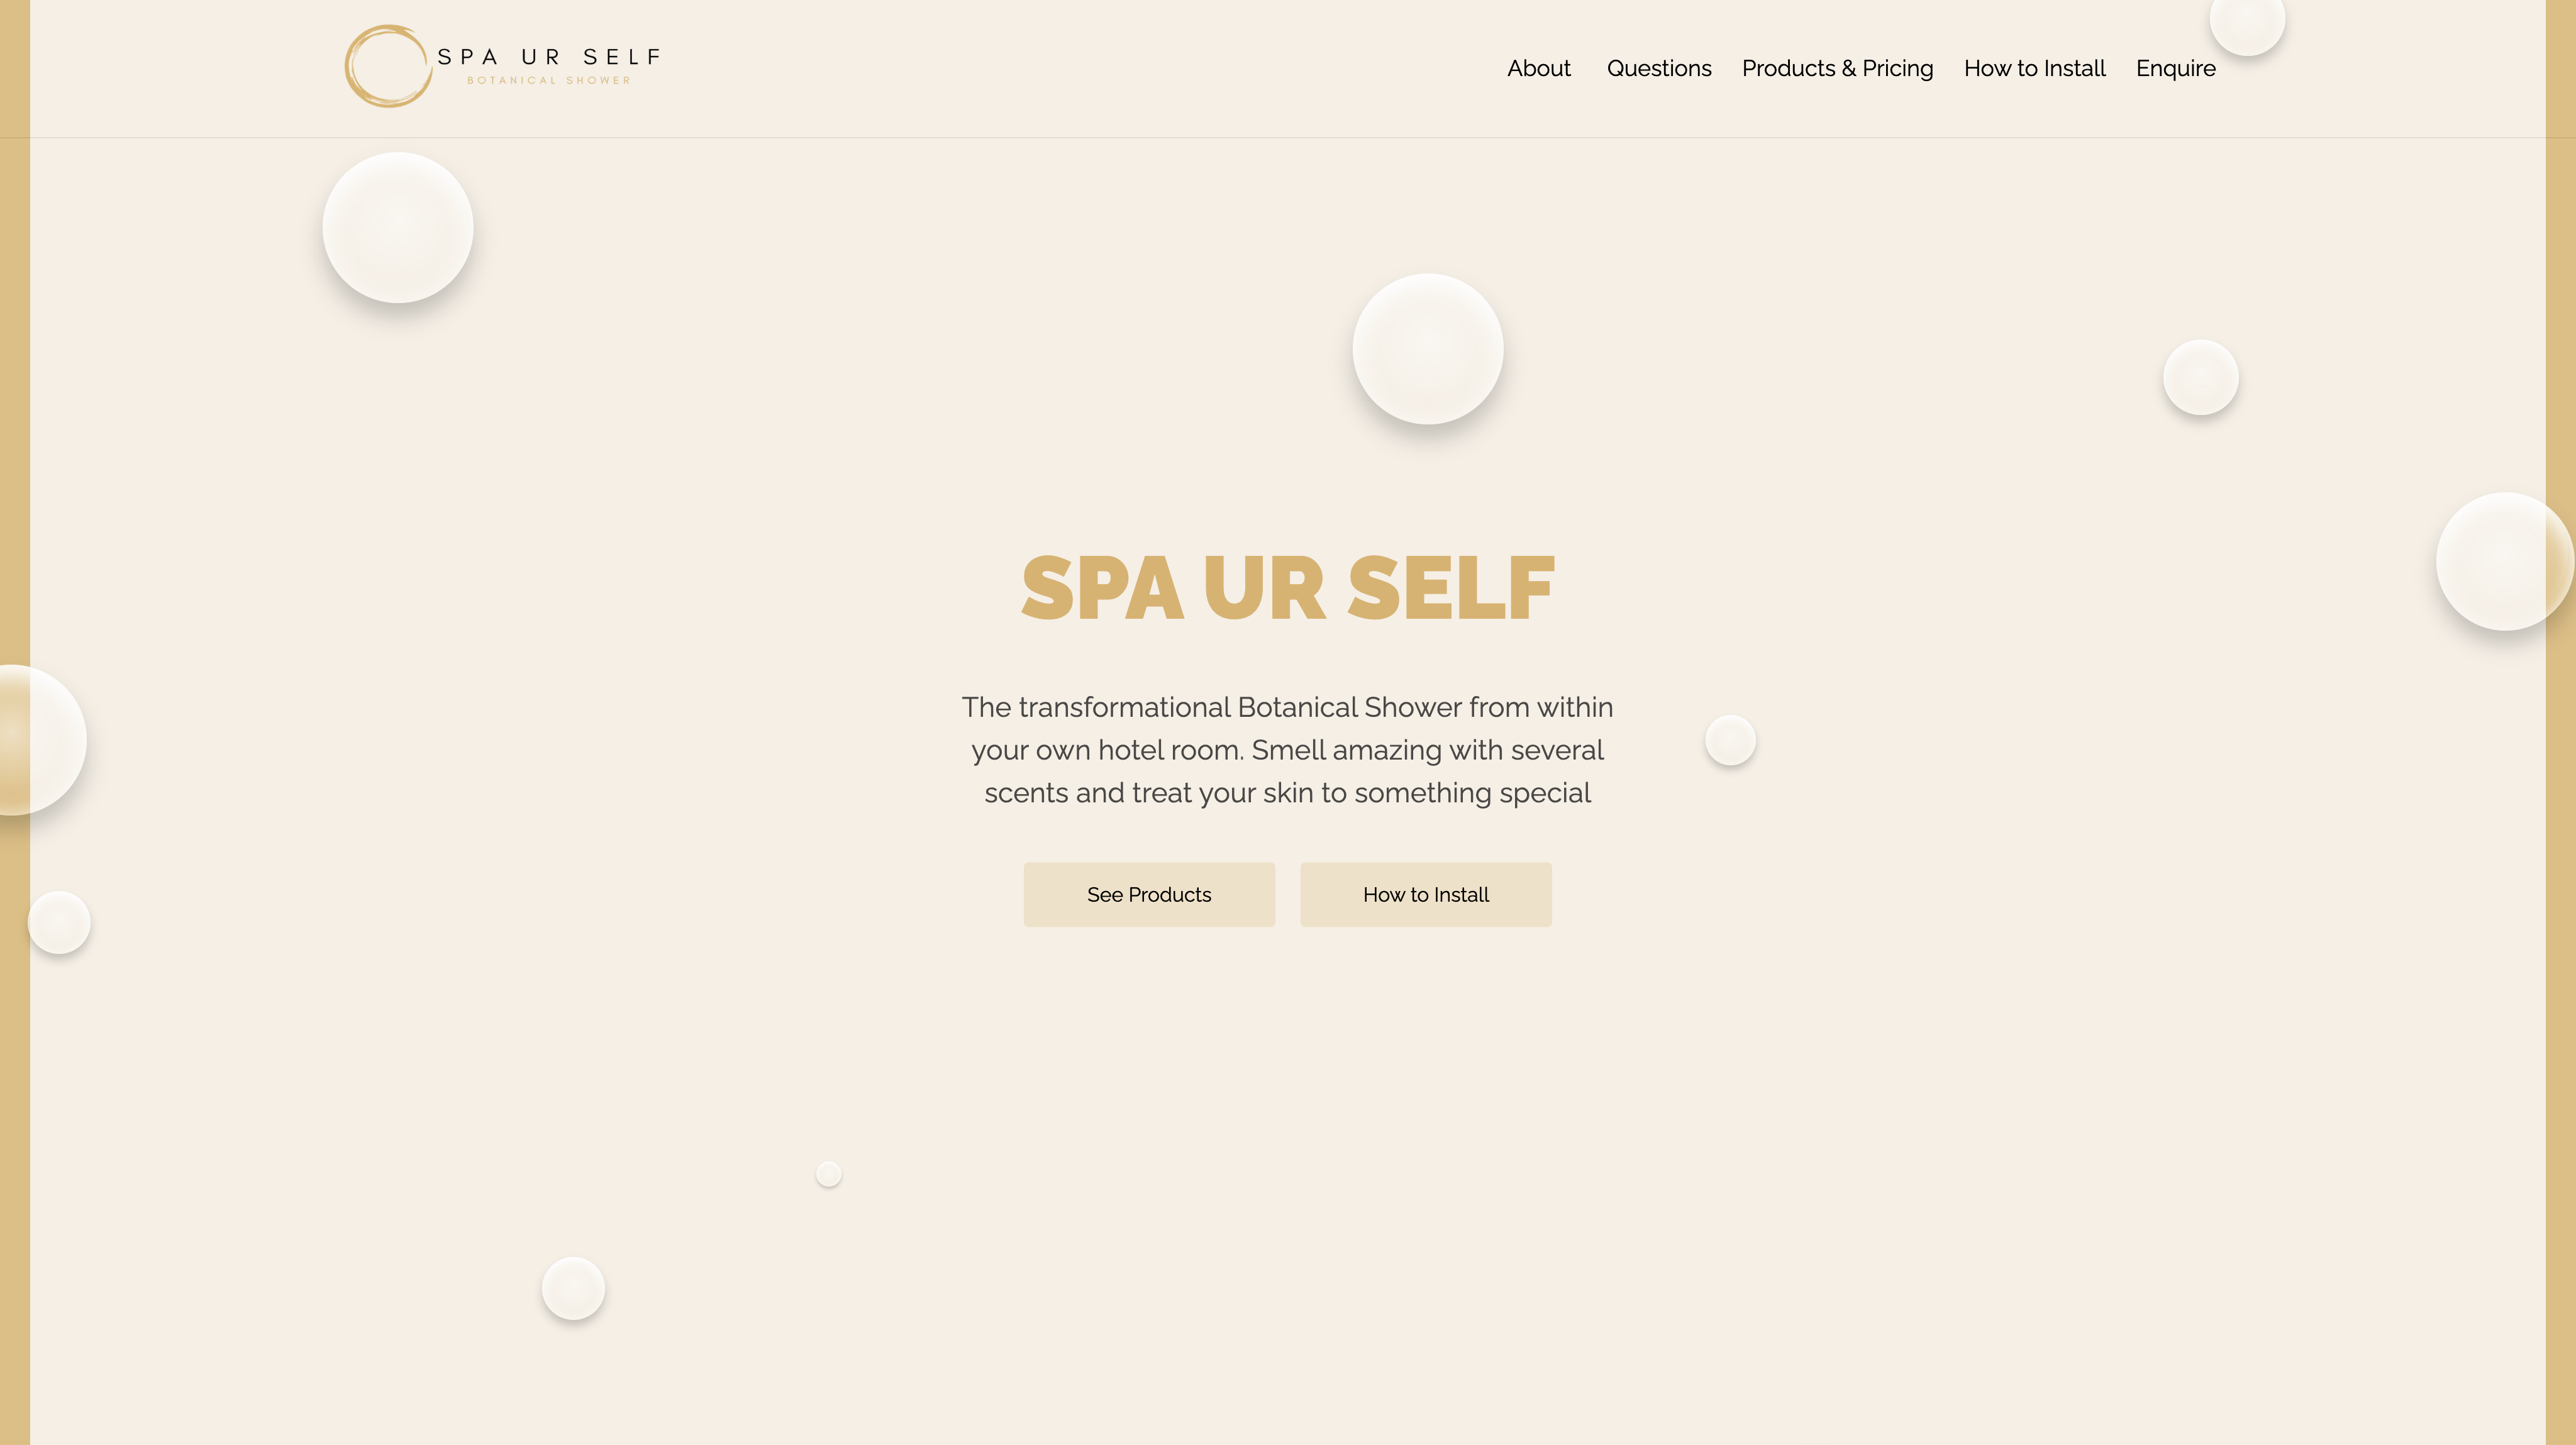 SPA UR SELF
BOTANICAL SHOWER
About Questions Products & Pricing How to Install Enquire
SPA UR SELF
The transformational Botanical Shower from within
your own hotel room. Smell amazing with several
scents and treat your skin to something special
See Products How to Install